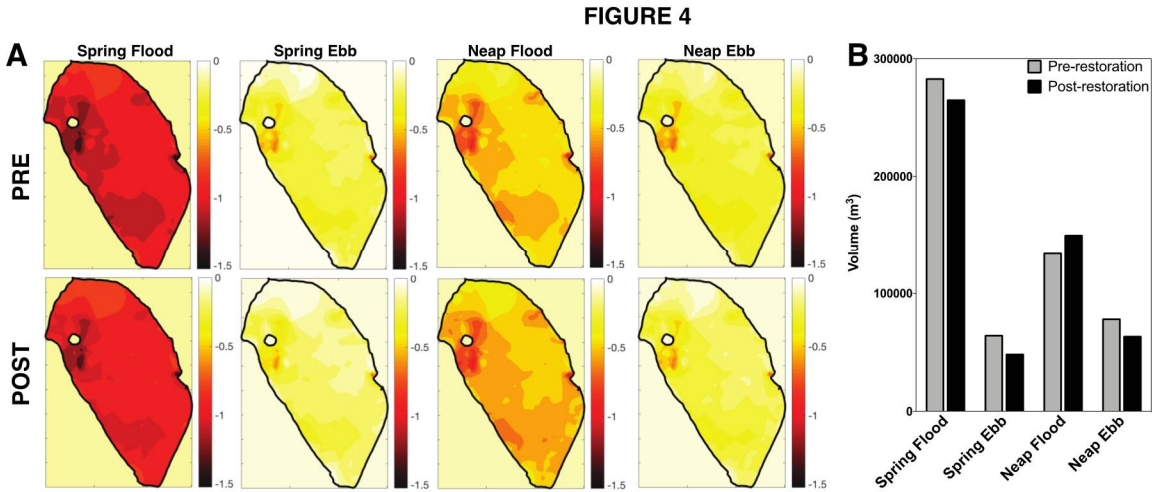 FIGURE 4
A
Spring Flood
Spring Ebb
Neap Flood
Neap Ebb
PRE
0
-0.5
-1
-1.5
0
-0.5
-1
-1.5
0
-0.5
-1
-1.5
0
-0.5
-1
-1.5
POST
0
-0.5
-1
-1.5
0
-0.5
-1
-1.5
0
-0.5
-1
-1.5
0
-0.5
-1
-1.5
B
Pre-restoration
Post-restoration
Volume (m³)
300000
200000
100000
0
Spring Flood
Spring Ebb
Neap Flood
Neap Ebb